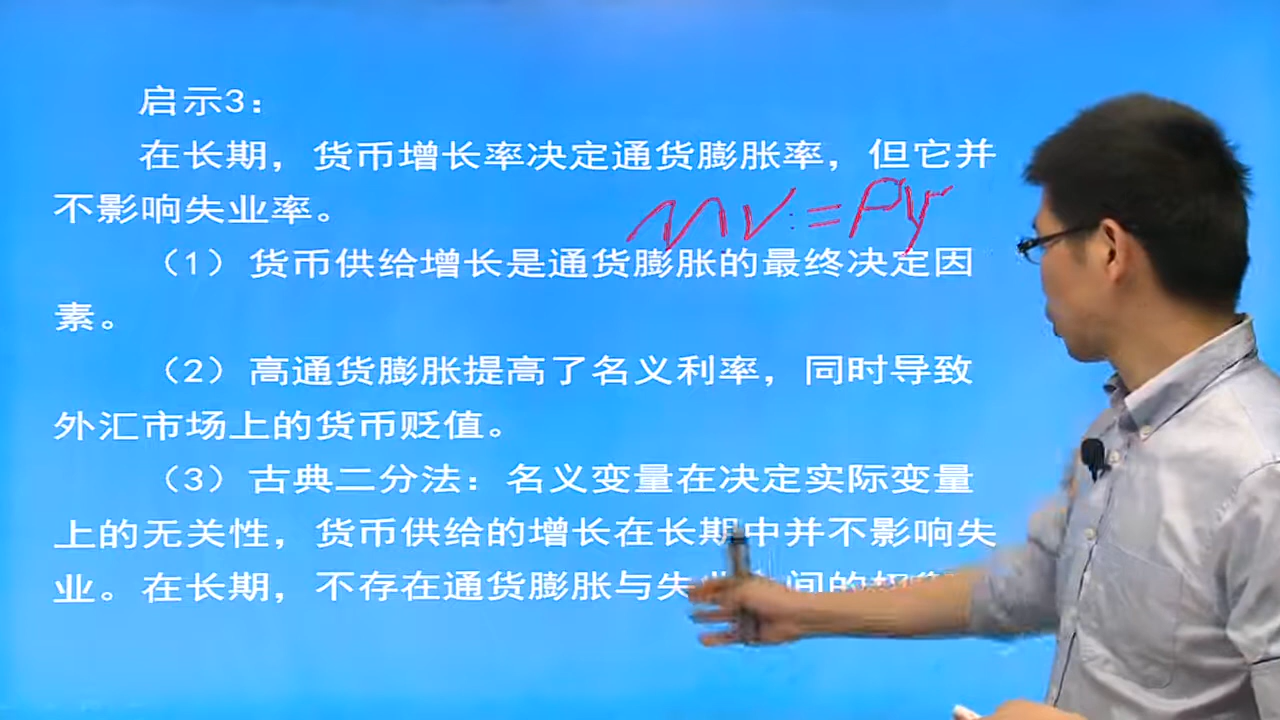 启示3：
在长期，货币增长率决定通货膨胀率，但它并
不影响失业率。
MV=PY
（1）货币供给增长是通货膨胀的最终决定因
素。
（2）高通货膨胀提高了名义利率，同时导致
外汇市场上的货币贬值。
（3）古典二分法：名义变量在决定实际变量
上的无关性，货币供给的增长在长期中并不影响失
业。在长期，不存在通货膨胀与失 间的